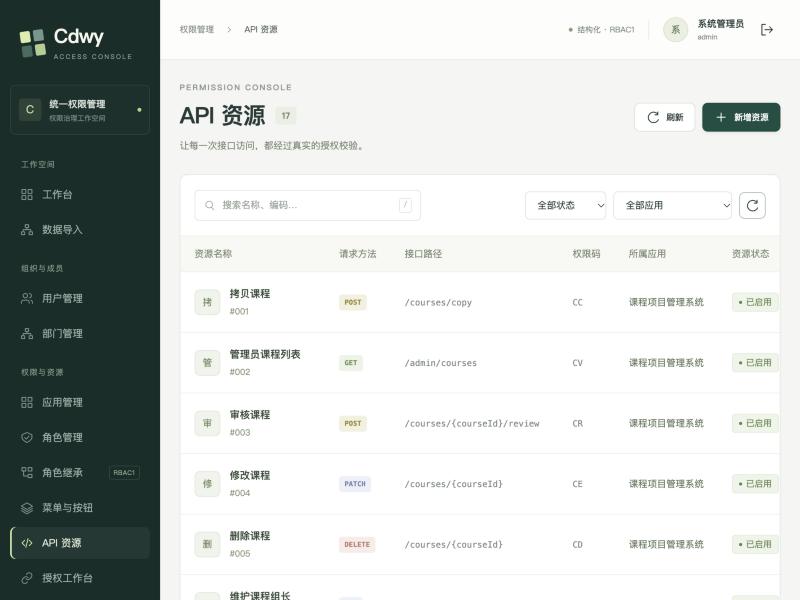 Cdwy
ACCESS CONSOLE
C
统一权限管理
权限治理工作空间
工作空间
工作台
数据导入
组织与成员
用户管理
部门管理
权限与资源
应用管理
角色管理
角色继承
RBAC1
菜单与按钮
API 资源
授权工作台
权限管理
API 资源
结构化 · RBAC1
系
系统管理员
admin
PERMISSION CONSOLE
API 资源
17
让每一次接口访问，都经过真实的授权校验。
刷新
新增资源
搜索名称、编码...
/
全部状态
全部应用
资源名称 请求方法 接口路径 权限码 所属应用 资源状态
拷
拷贝课程
#001
POST /courses/copy CC 课程项目管理系统 已启用
管
管理员课程列表
#002
GET /admin/courses CV 课程项目管理系统 已启用
审
审核课程
#003
POST /courses/{courseId}/review CR 课程项目管理系统 已启用
修
修改课程
#004
PATCH /courses/{courseId} CE 课程项目管理系统 已启用
删
删除课程
#005
DELETE /courses/{courseId} CD 课程项目管理系统 已启用
维护课程组长